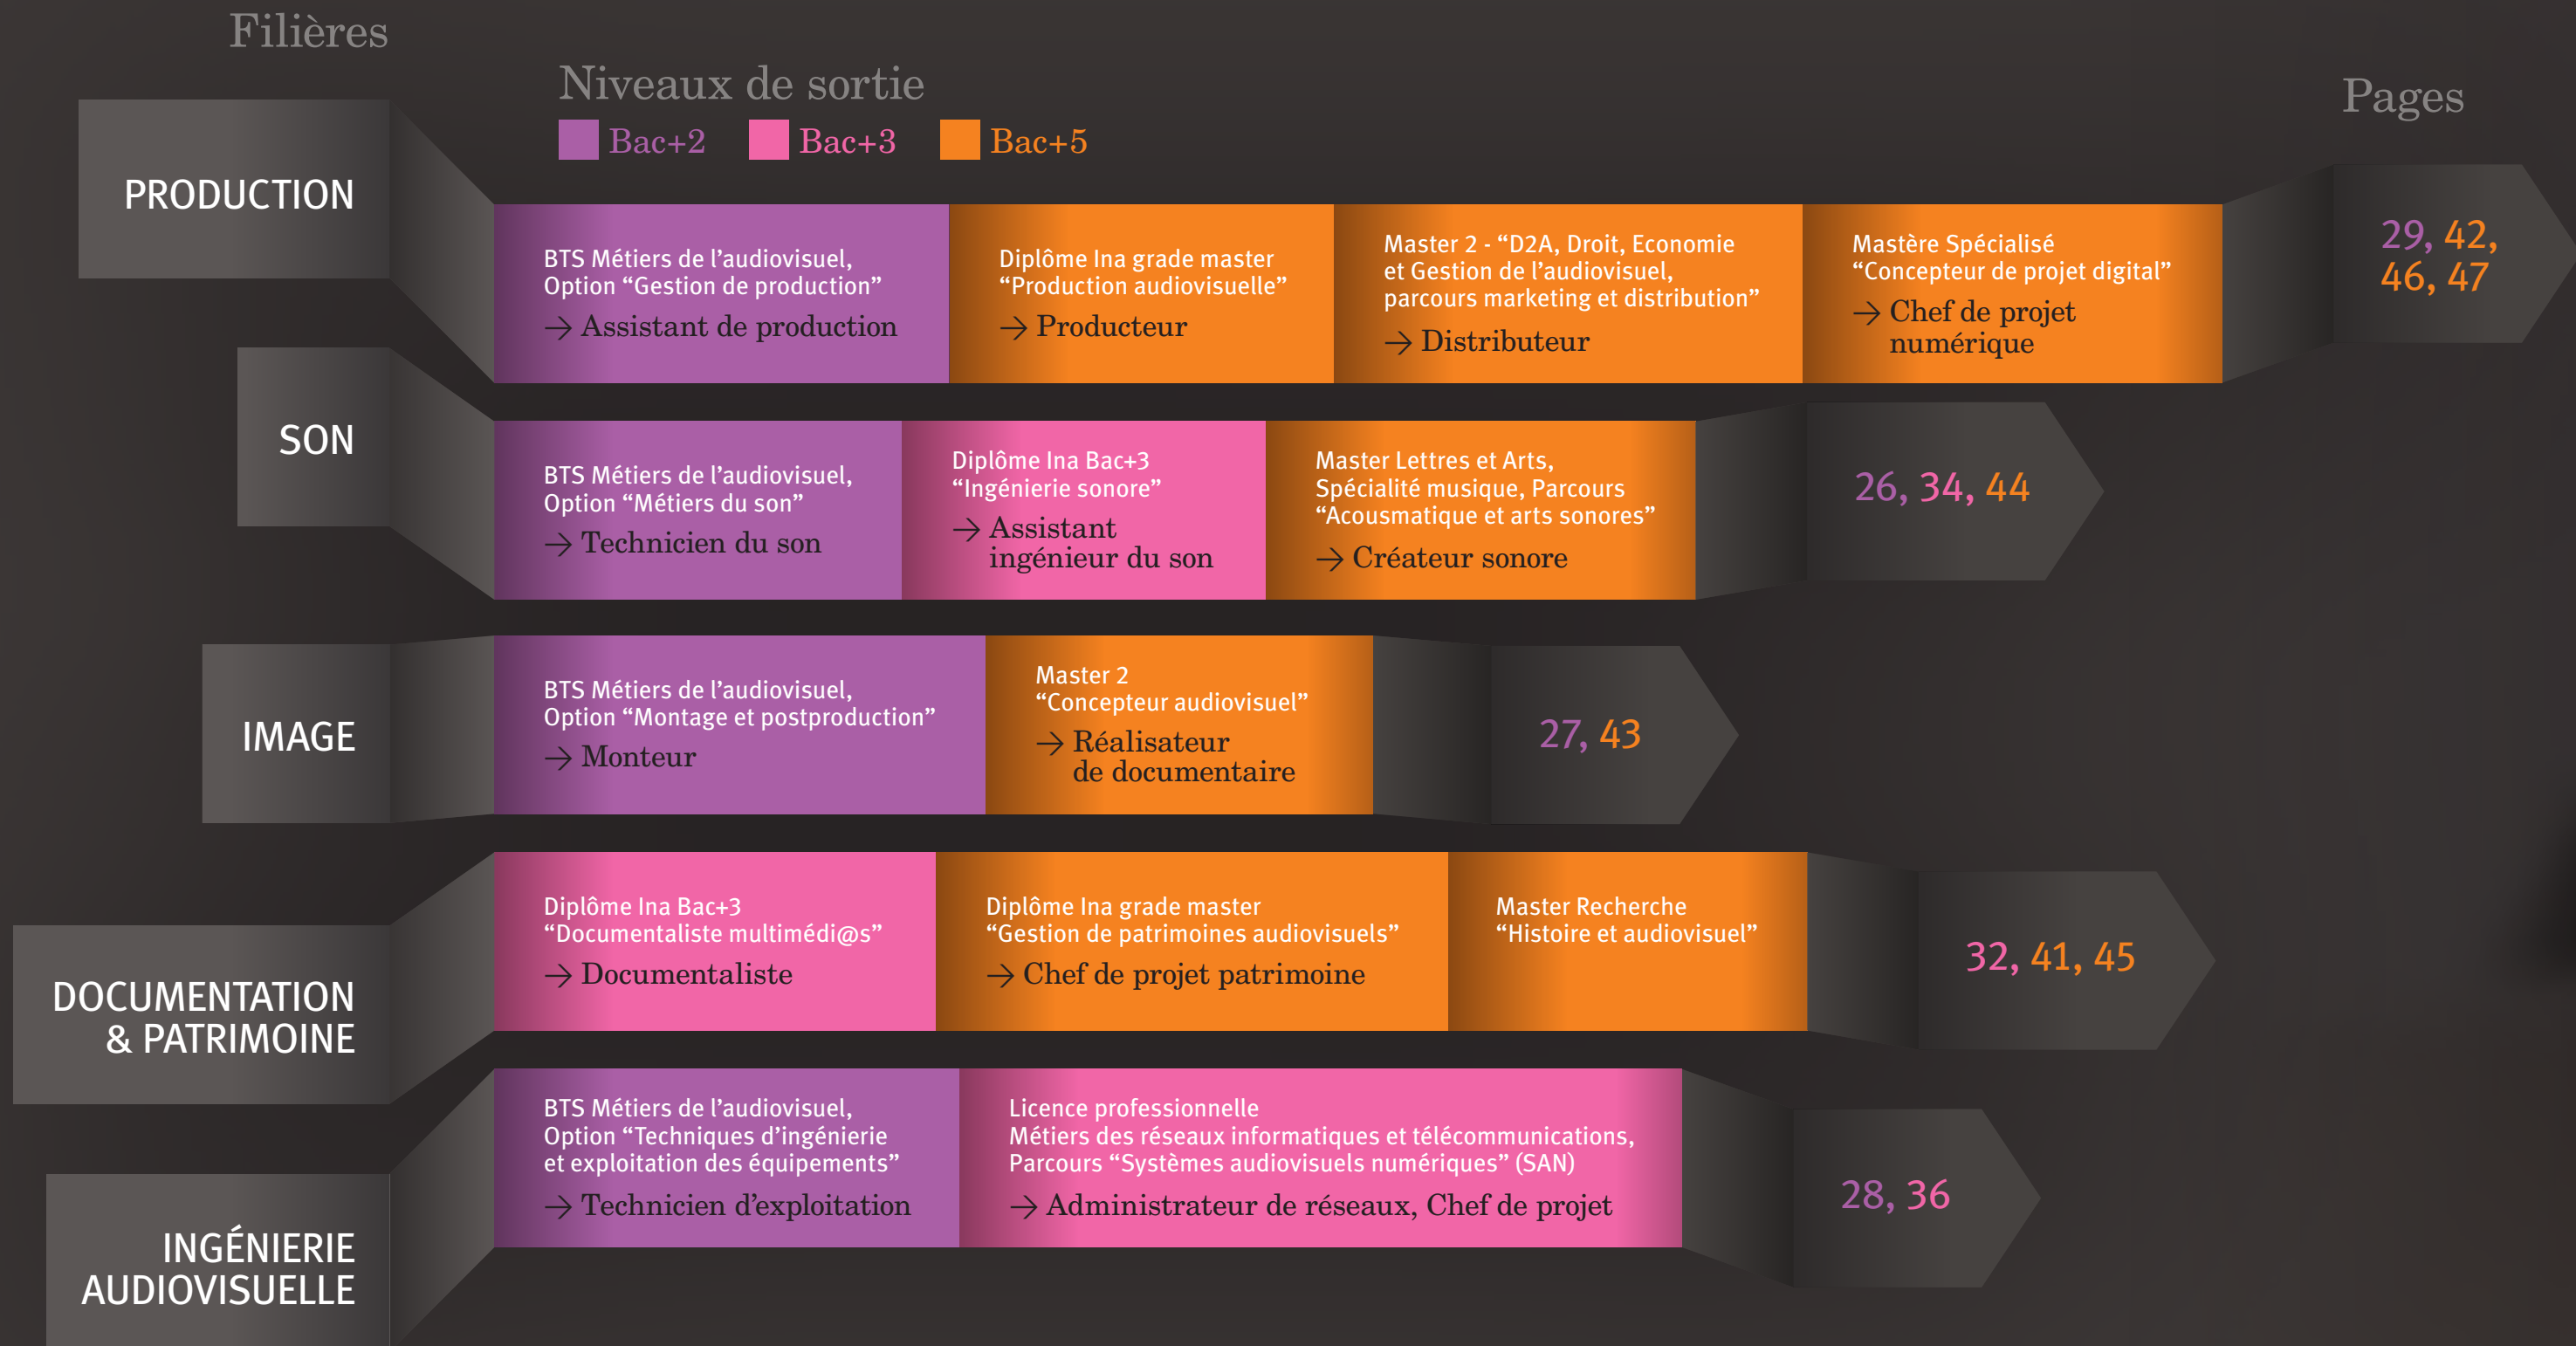 Filières
Niveaux de sortie
Bac+2
Bac+3
Bac+5
Pages
PRODUCTION
BTS Métiers de l’audiovisuel,
Option “Gestion de production”
→ Assistant de production
Diplôme Ina grade master
“Production audiovisuelle”
→ Producteur
Master 2 - “D2A, Droit, Economie
et Gestion de l’audiovisuel,
parcours marketing et distribution”
→ Distributeur
Mastère Spécialisé
“Concepteur de projet digital”
→ Chef de projet
numérique
29, 42,
46, 47
SON
BTS Métiers de l’audiovisuel,
Option “Métiers du son”
→ Technicien du son
Diplôme Ina Bac+3
“Ingénierie sonore”
→ Assistant
ingénieur du son
Master Lettres et Arts,
Spécialité musique, Parcours
“Acousmatique et arts sonores”
→ Créateur sonore
26, 34, 44
IMAGE
BTS Métiers de l’audiovisuel,
Option “Montage et postproduction”
→ Monteur
Master 2
“Concepteur audiovisuel”
→ Réalisateur
de documentaire
27, 43
DOCUMENTATION
& PATRIMOINE
Diplôme Ina Bac+3
“Documentaliste multimédi@s”
→ Documentaliste
Diplôme Ina grade master
“Gestion de patrimoines audiovisuels”
→ Chef de projet patrimoine
Master Recherche
“Histoire et audiovisuel”
32, 41, 45
INGÉNIERIE
AUDIOVISUELLE
BTS Métiers de l’audiovisuel,
Option “Techniques d’ingénierie
et exploitation des équipements”
→ Technicien d’exploitation
Licence professionnelle
Métiers des réseaux informatiques et télécommunications,
Parcours “Systèmes audiovisuels numériques” (SAN)
→ Administrateur de réseaux, Chef de projet
28, 36